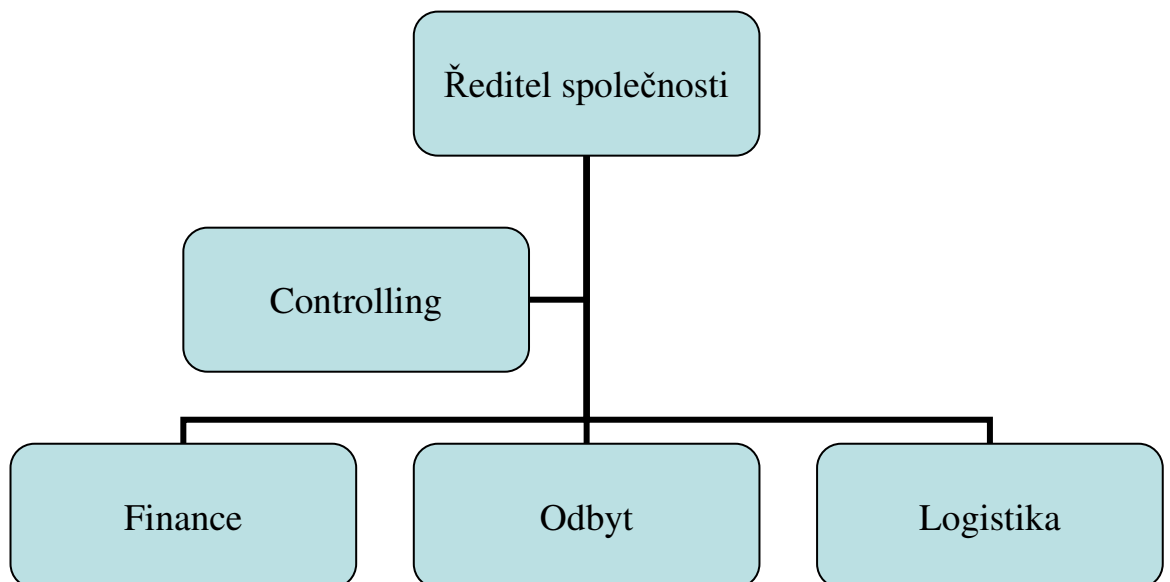 Ředitel společnosti
Controlling
Finance
Odbyt
Logistika